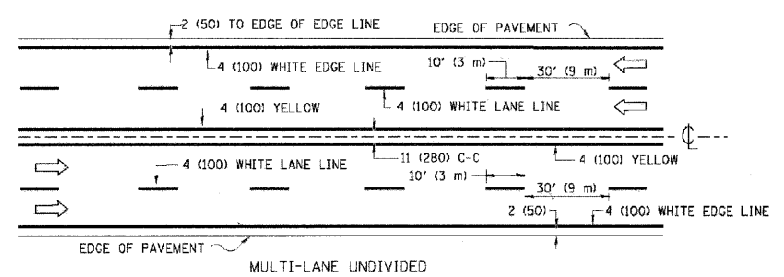 2 (50) TO EDGE OF EDGE LINE
EDGE OF PAVEMENT
4 (100) WHITE EDGE LINE
10' (3 m)
30' (9 m)
4 (100) YELLOW
4 (100) WHITE LANE LINE
℄
4 (100) WHITE LANE LINE
11 (280) C-C
4 (100) YELLOW
10' (3 m)
30' (9 m)
2 (50)
4 (100) WHITE EDGE LINE
EDGE OF PAVEMENT
MULTI-LANE UNDIVIDED